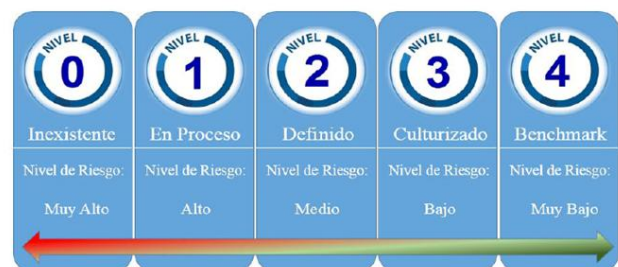 NIVEL NIVEL NIVEL NIVEL NIVEL
0 1 2 3 4
Inexistente En Proceso Definido Culturizado Benchmark
Nivel de Riesgo: Nivel de Riesgo: Nivel de Riesgo: Nivel de Riesgo: Nivel de Riesgo:
Muy Alto Alto Medio Bajo Muy Bajo